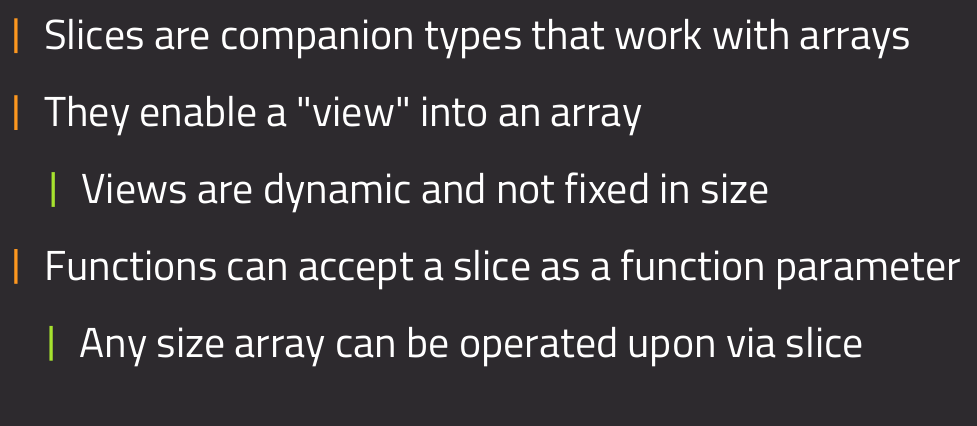 Slices are companion types that work with arrays
They enable a "view" into an array
Views are dynamic and not fixed in size
Functions can accept a slice as a function parameter
Any size array can be operated upon via slice